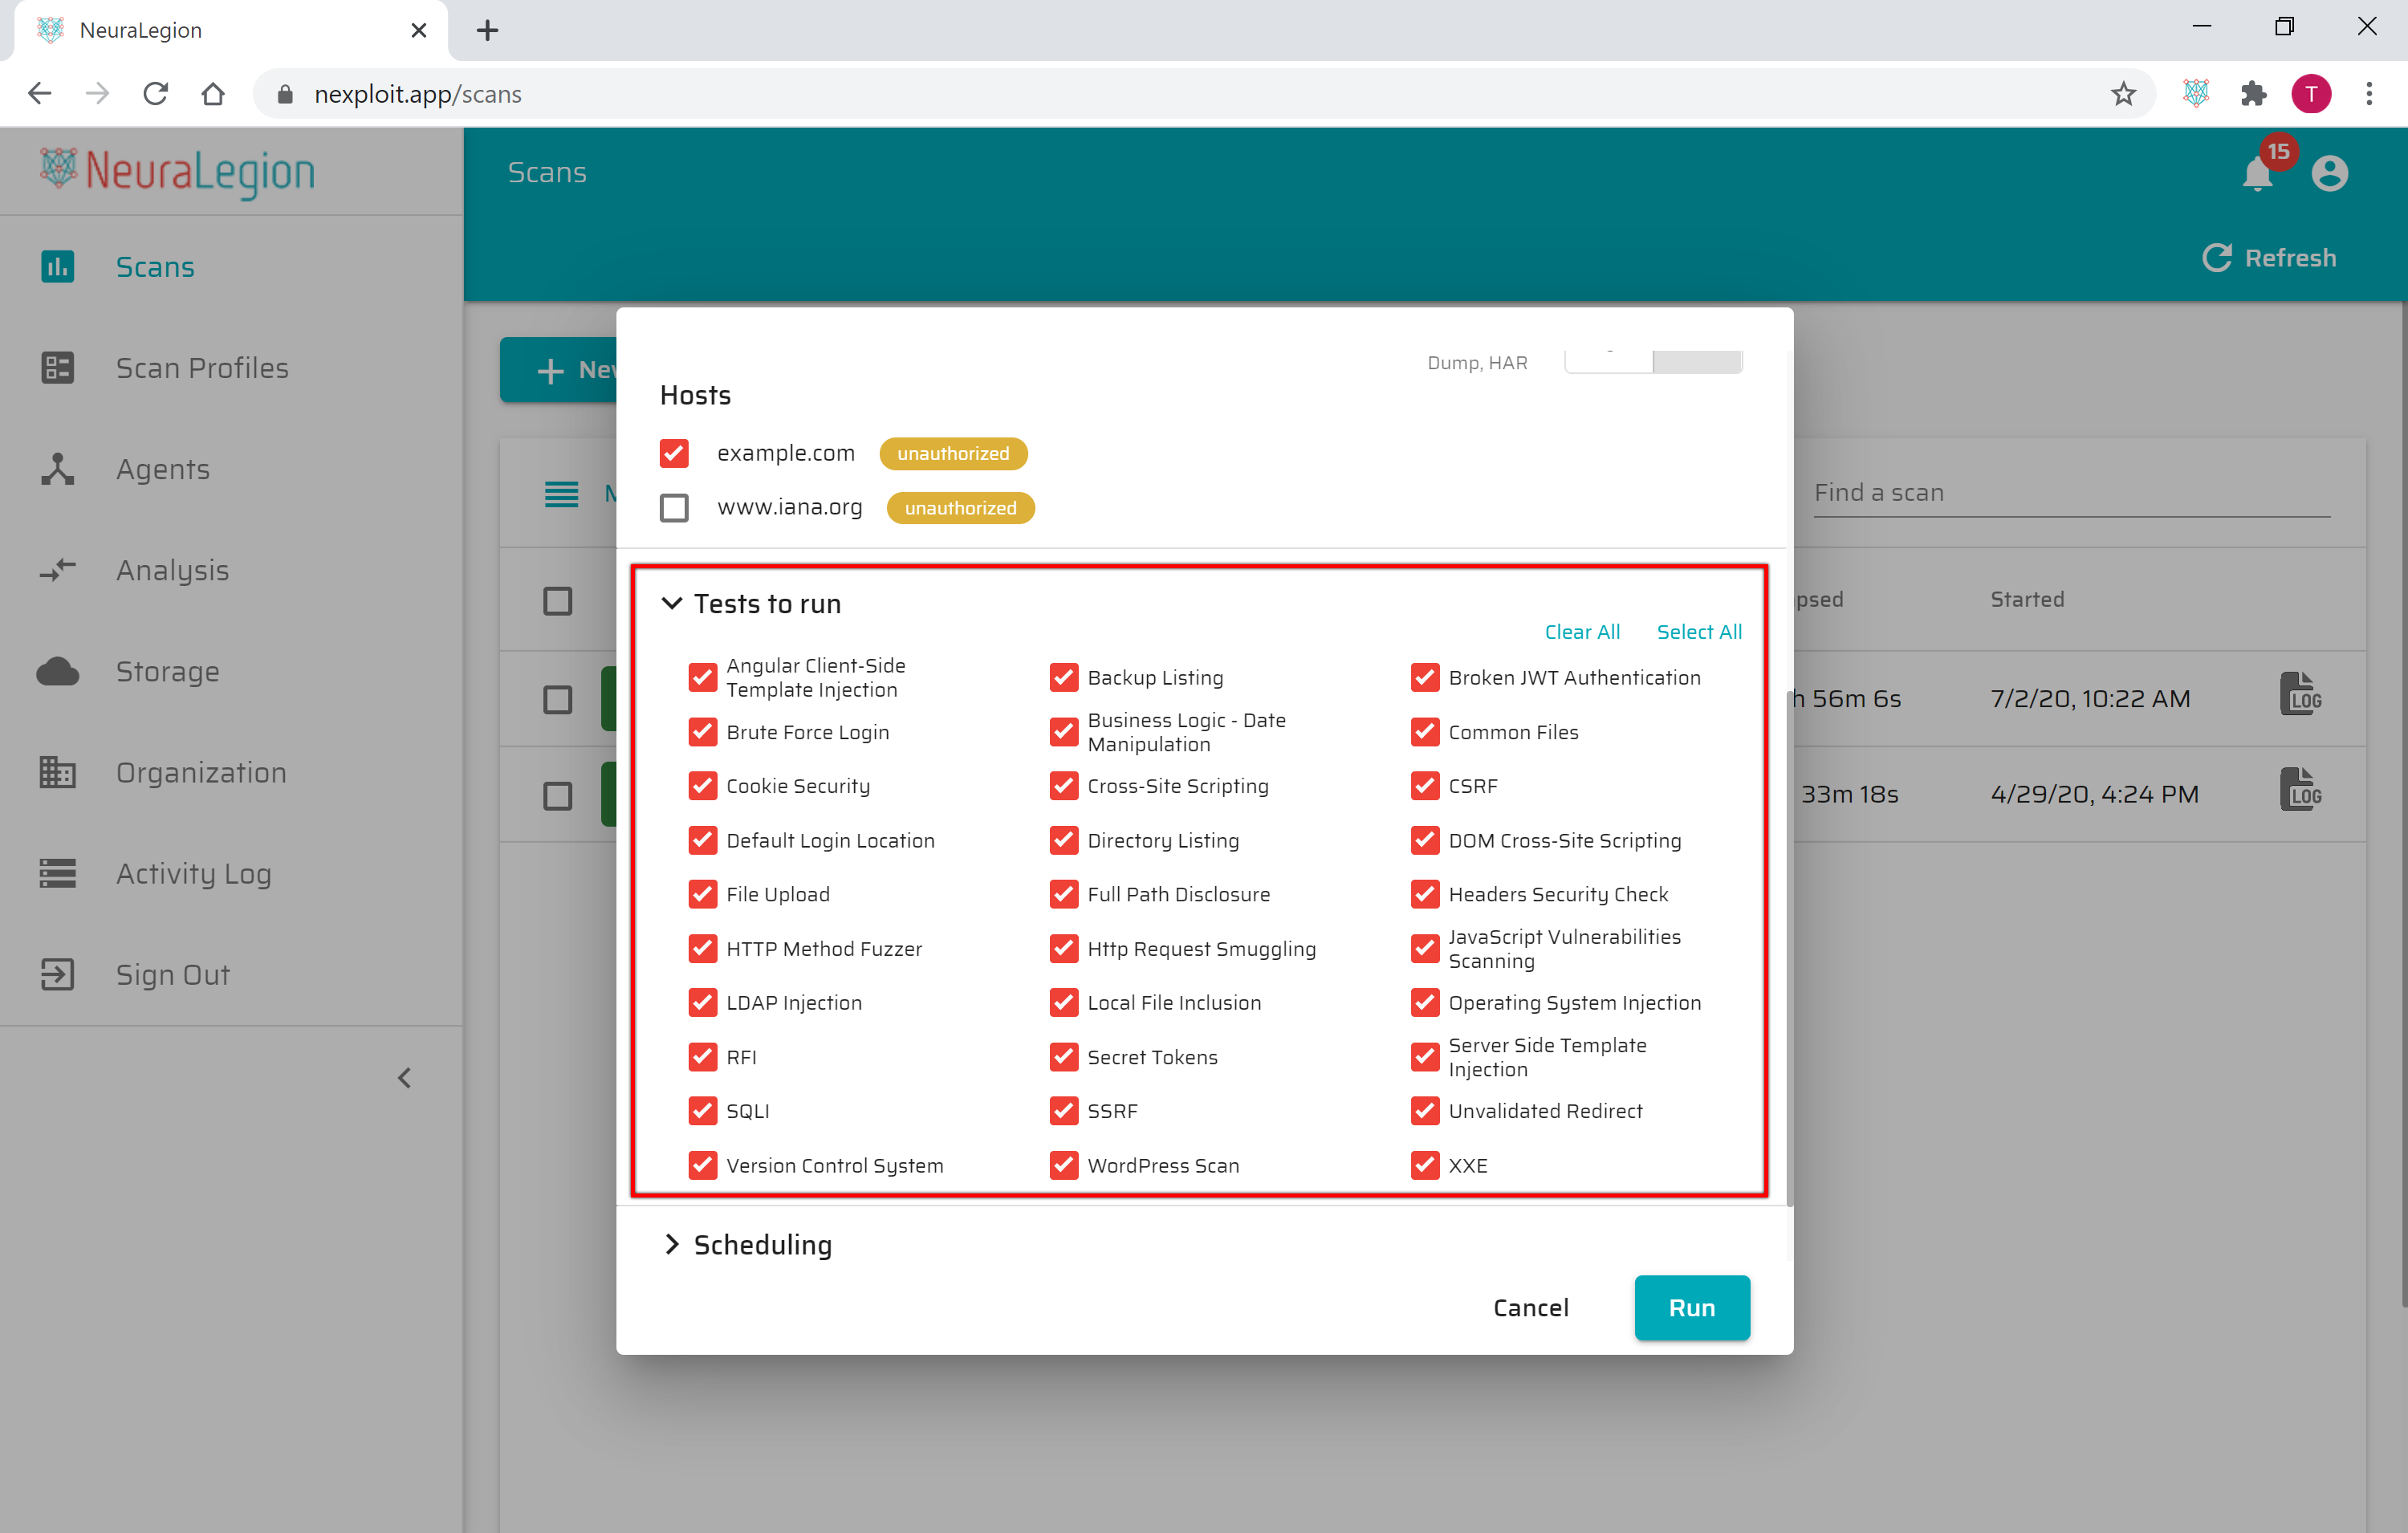 NeuraLegion
nexploit.app/scans
T
NeuraLegion
Scans
15
Refresh
Scans
Scan Profiles
Agents
Analysis
Storage
Organization
Activity Log
Sign Out
Dump, HAR
Hosts
example.com unauthorized
www.iana.org unauthorized
Find a scan
Started
56m 6s 7/2/20, 10:22 AM LOG
33m 18s 4/29/20, 4:24 PM LOG
Tests to run
Clear All Select All
Angular Client-Side
Template Injection
Backup Listing
Broken JWT Authentication
Brute Force Login
Business Logic - Date
Manipulation
Common Files
Cookie Security
Cross-Site Scripting
CSRF
Default Login Location
Directory Listing
DOM Cross-Site Scripting
File Upload
Full Path Disclosure
Headers Security Check
HTTP Method Fuzzer
Http Request Smuggling
JavaScript Vulnerabilities
Scanning
LDAP Injection
Local File Inclusion
Operating System Injection
RFI
Secret Tokens
Server Side Template
Injection
SQLI
SSRF
Unvalidated Redirect
Version Control System
WordPress Scan
XXE
Scheduling
Cancel
Run